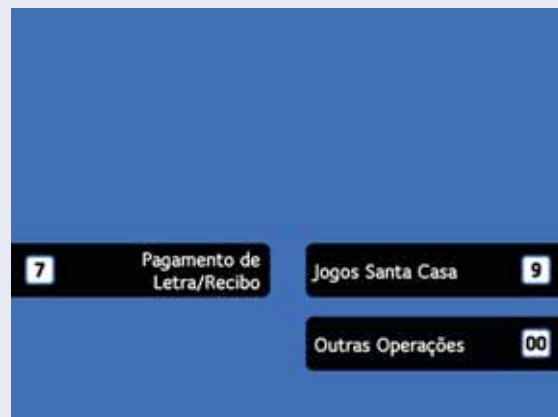 7 Pagamento de
Letra/Recibo
Jogos Santa Casa 9
Outras Operações 00